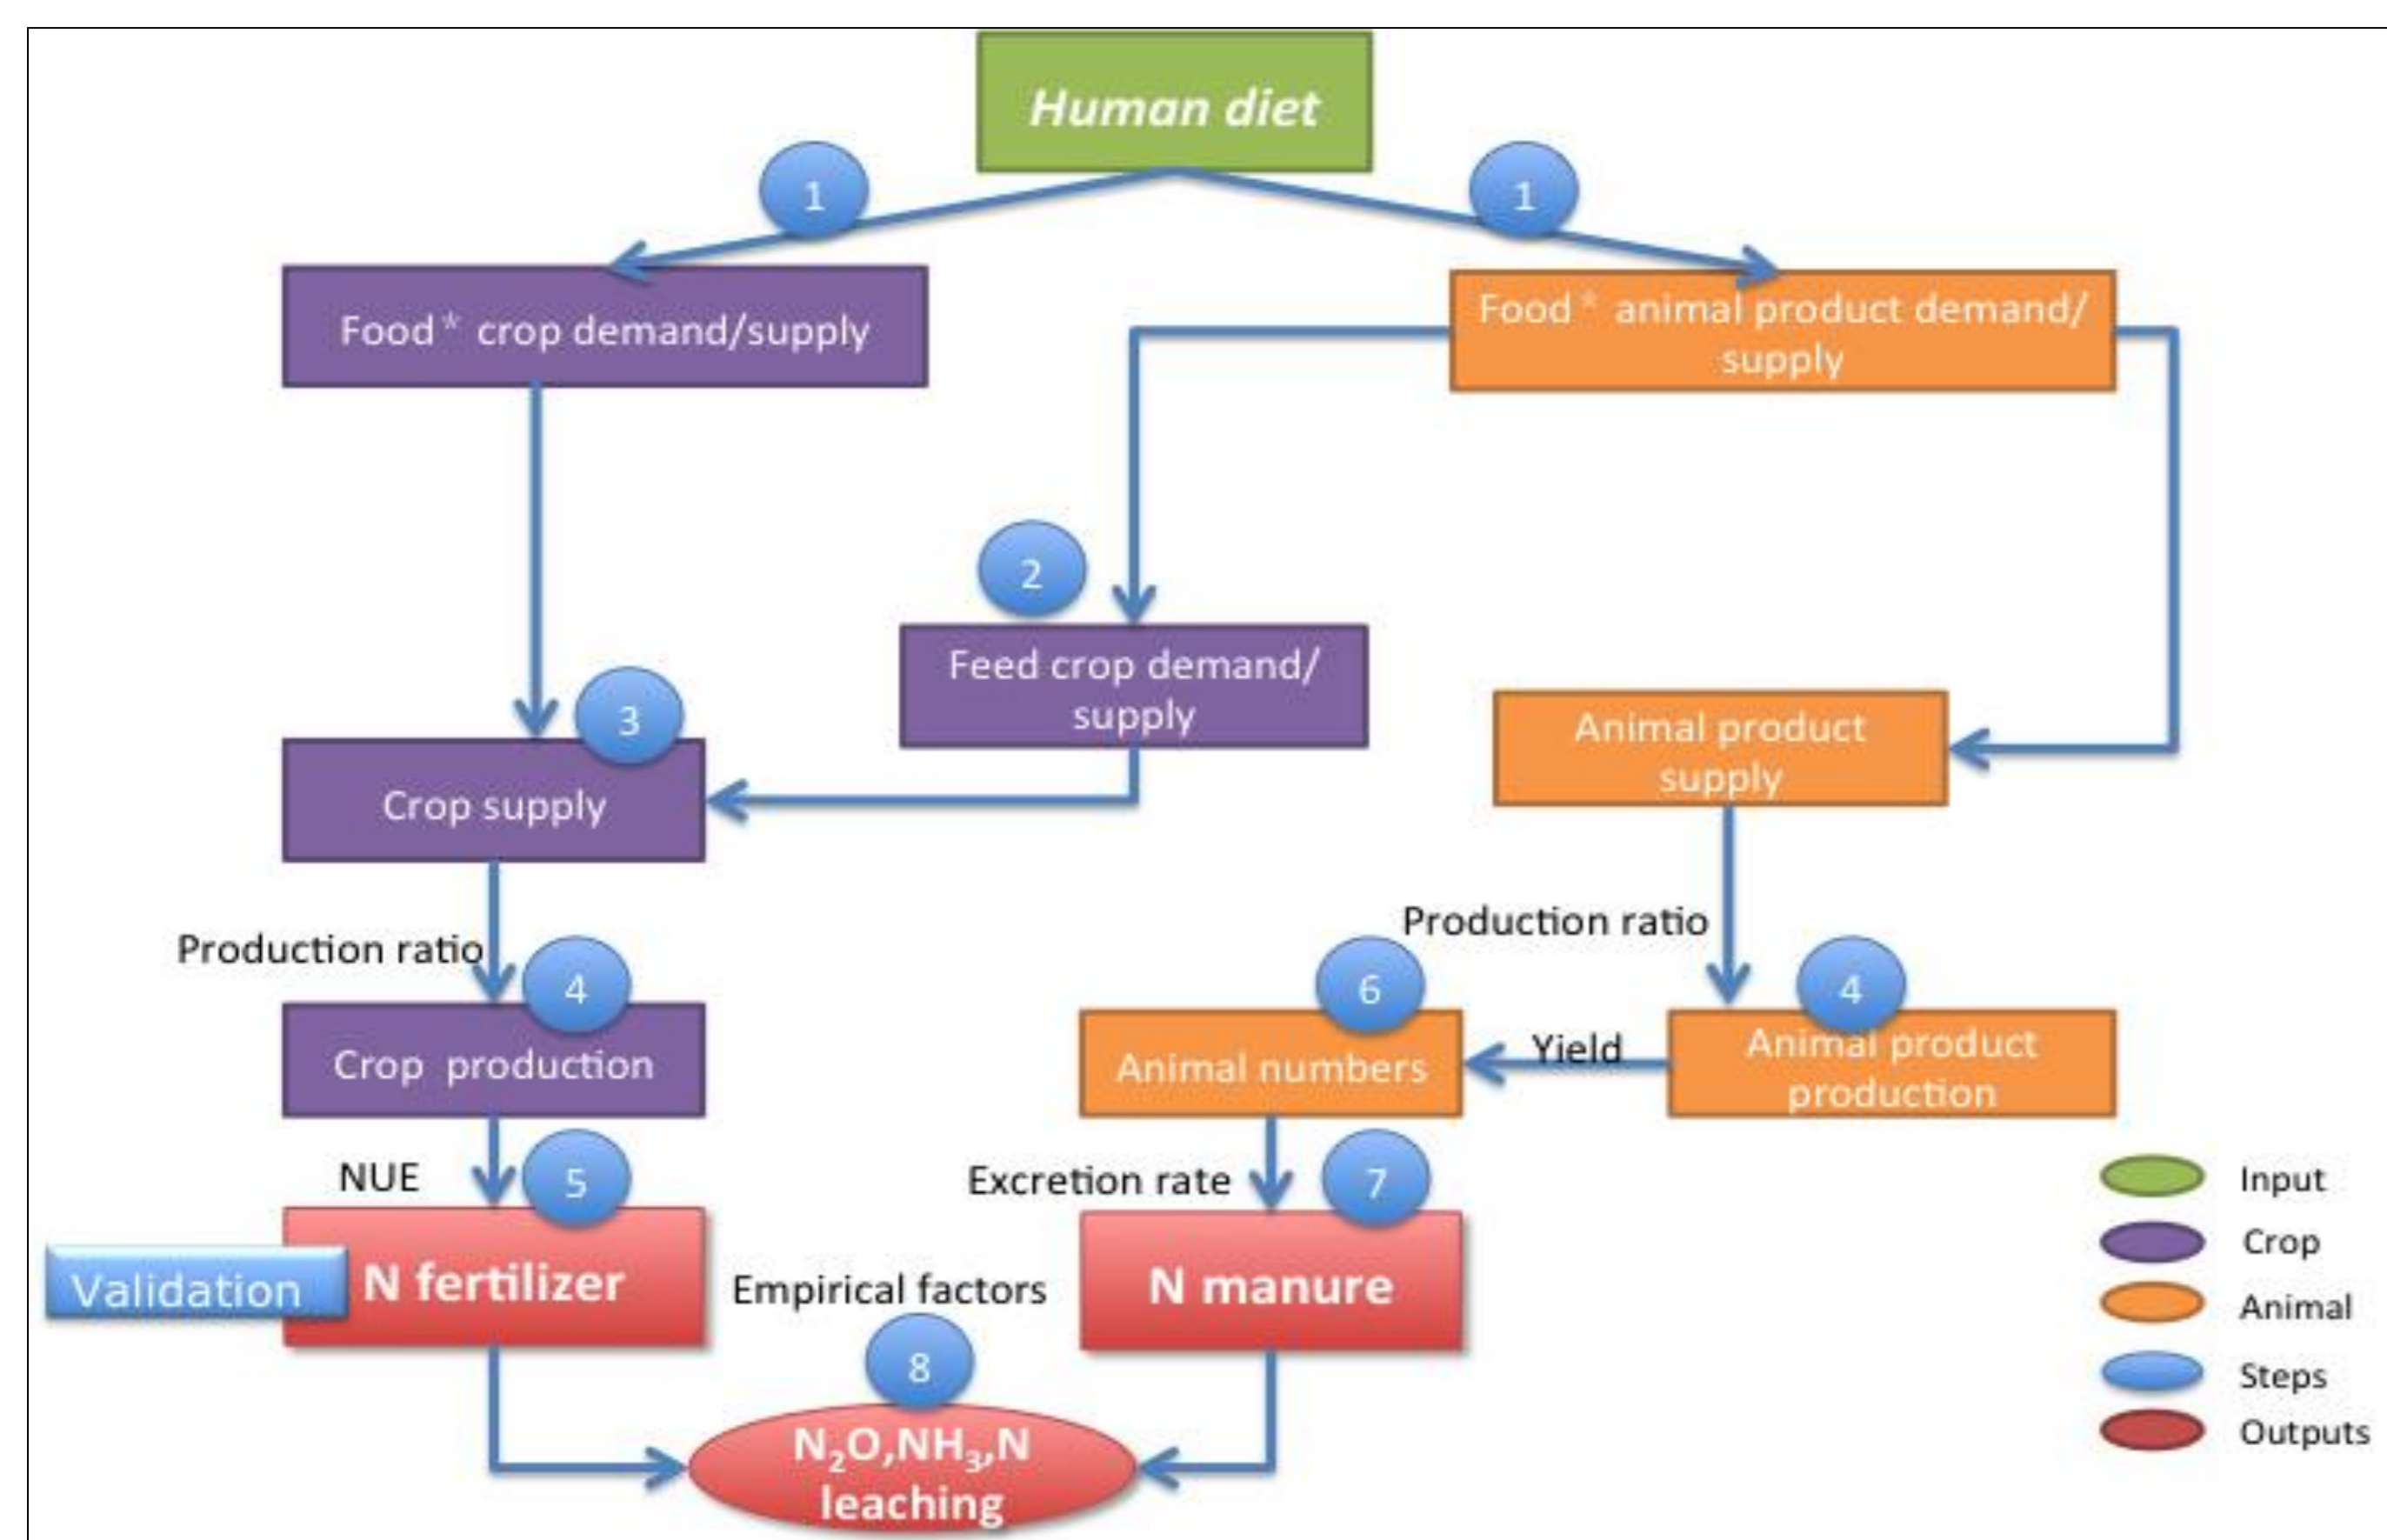 Human diet
1
1
Food* crop demand/supply
Food* animal product demand/
supply
2
Feed crop demand/
supply
3
Crop supply
Animal product
supply
Production ratio
Production ratio
4
Crop production
6
Animal numbers
Yield
4
Animal product
production
NUE
5
Excretion rate
7
Validation
N fertilizer
Empirical factors
N manure
8
N₂O,NH₃,N
leaching
Input
Crop
Animal
Steps
Outputs